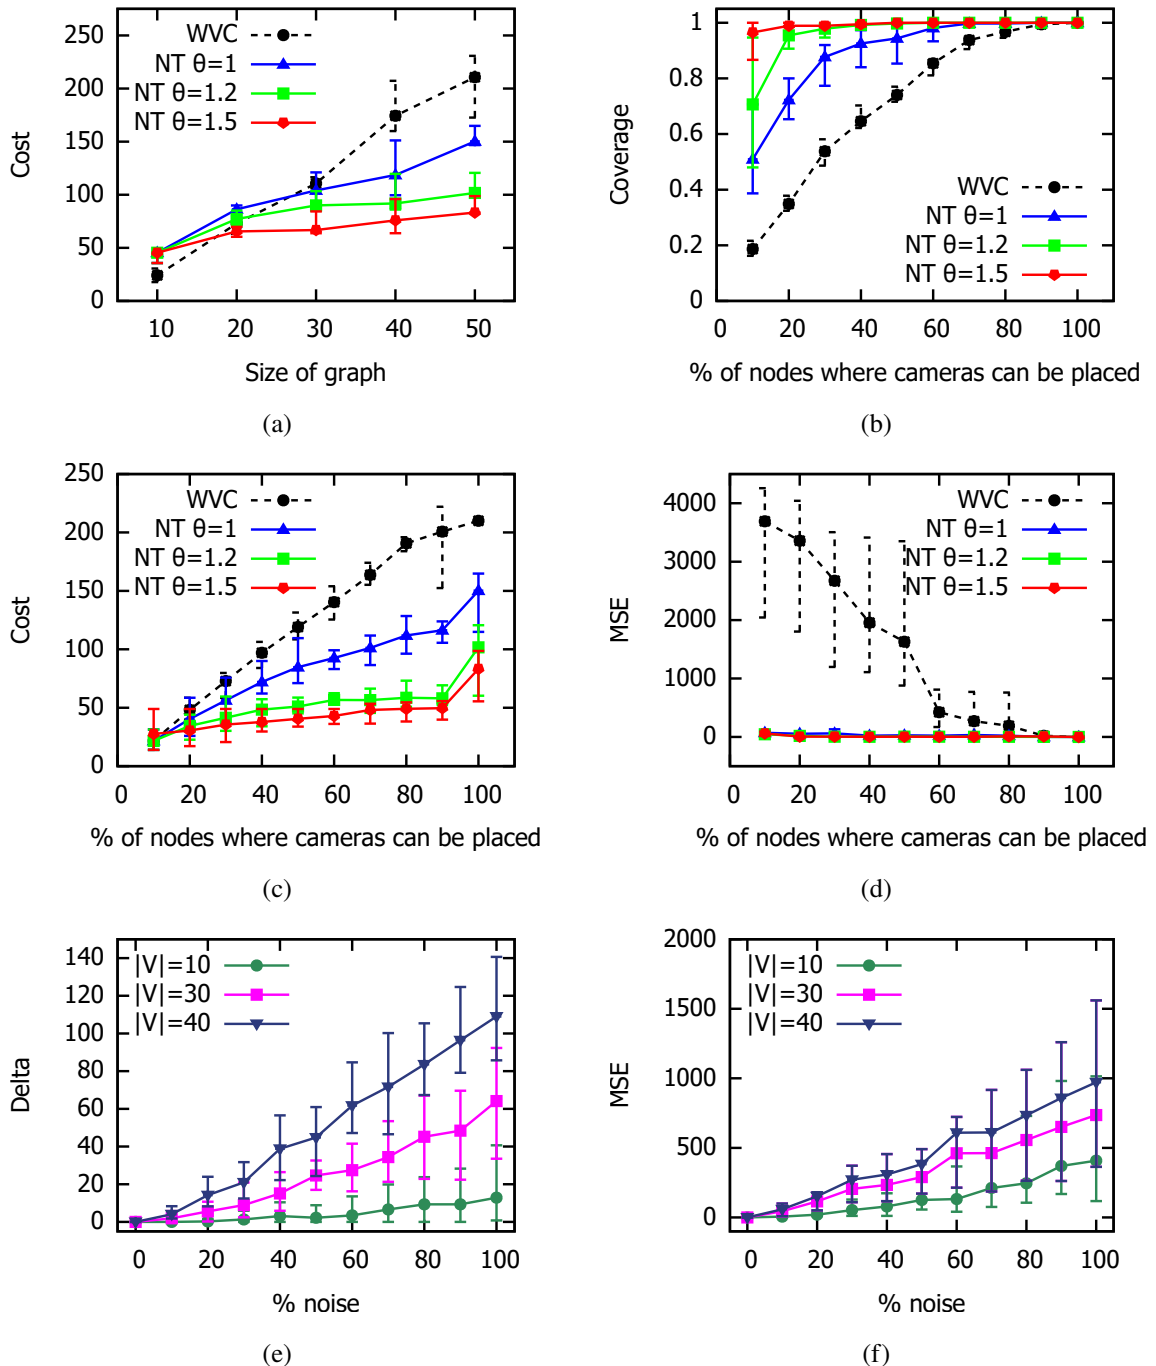 250
200
150
100
50
0
Cost
WVC
NT θ=1
NT θ=1.2
NT θ=1.5
10 20 30 40 50
Size of graph
(a)
1
0.8
0.6
0.4
0.2
0
Coverage
WVC
NT θ=1
NT θ=1.2
NT θ=1.5
0 20 40 60 80 100
% of nodes where cameras can be placed
(b)
250
200
150
100
50
0
Cost
WVC
NT θ=1
NT θ=1.2
NT θ=1.5
0 20 40 60 80 100
% of nodes where cameras can be placed
(c)
4000
3000
2000
1000
0
MSE
WVC
NT θ=1
NT θ=1.2
NT θ=1.5
0 20 40 60 80 100
% of nodes where cameras can be placed
(d)
140
120
100
80
60
40
20
0
Delta
|V|=10
|V|=30
|V|=40
0 20 40 60 80 100
% noise
(e)
2000
1500
1000
500
0
MSE
|V|=10
|V|=30
|V|=40
0 20 40 60 80 100
% noise
(f)